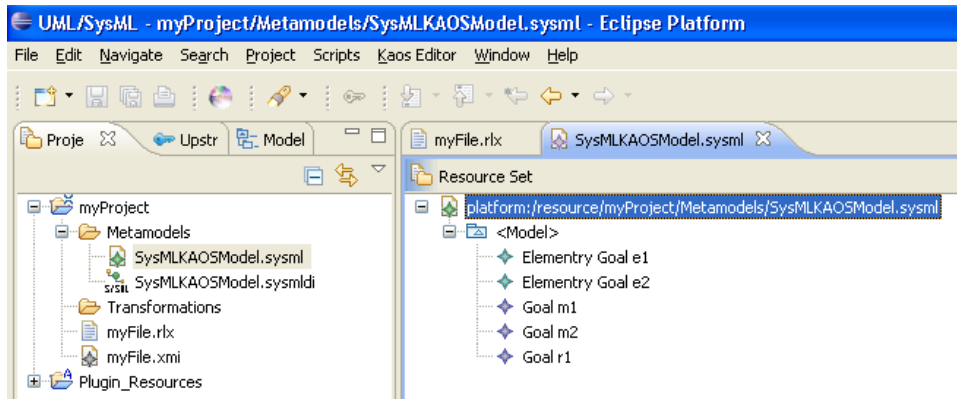 UML/SysML - myProject/Metamodels/SysMLKAOSModel.sysml - Eclipse Platform
File Edit Navigate Search Project Scripts Kaos Editor Window Help
Proje Upstr Model
myProject
Metamodels
SysMLKAOSModel.sysml
SysMLKAOSModel.sysmldi
Transformations
myFile.rlx
myFile.xmi
Plugin_Resources
myFile.rlx SysMLKAOSModel.sysml
Resource Set
platform:/resource/myProject/Metamodels/SysMLKAOSModel.sysml
<Model>
Elementry Goal e1
Elementry Goal e2
Goal m1
Goal m2
Goal r1